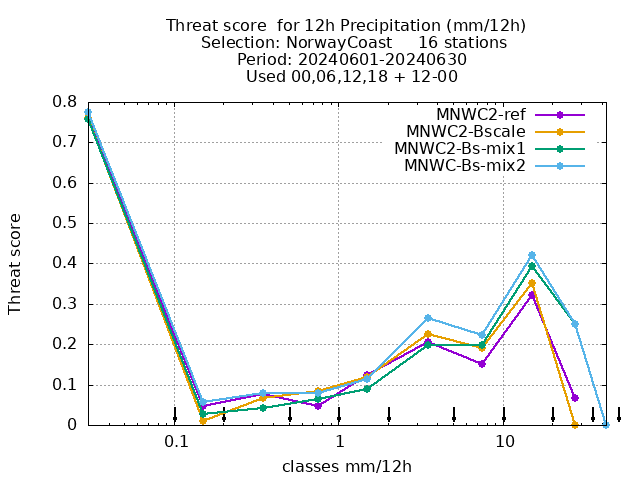 Threat score  for 12h Precipitation (mm/12h)
Selection: NorwayCoast     16 stations
Period: 20240601-20240630
Used 00,06,12,18 + 12-00
MNWC2-ref
MNWC2-Bscale
MNWC2-Bs-mix1
MNWC-Bs-mix2
Threat score
0.8
0.7
0.6
0.5
0.4
0.3
0.2
0.1
0
0.1 1 10
classes mm/12h